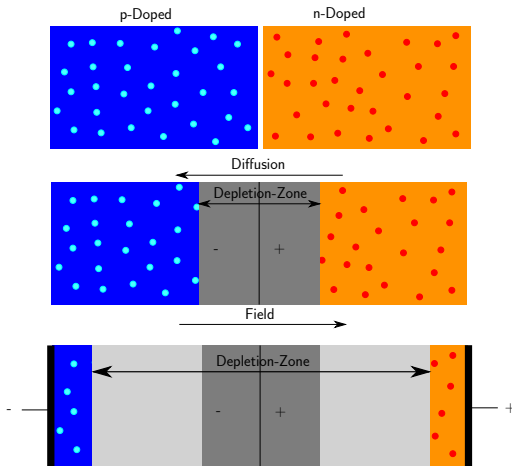 p-Doped n-Doped
Diffusion
Depletion-Zone
- +
Field
Depletion-Zone
- - + +